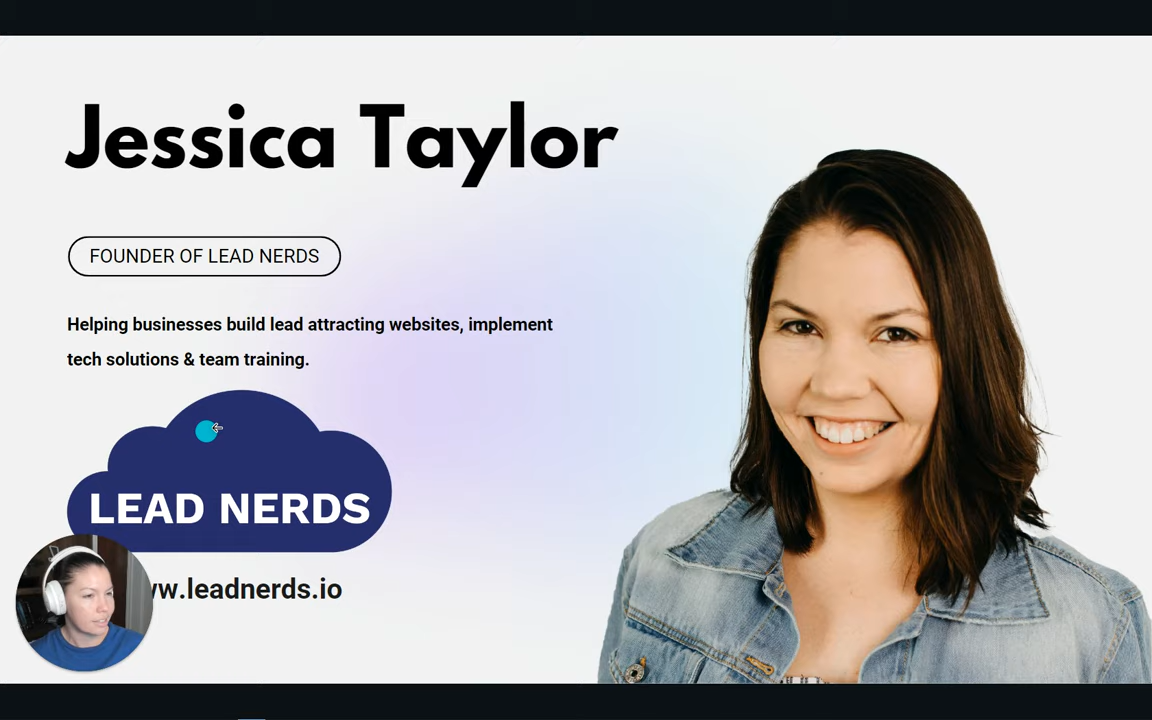 Jessica Taylor
FOUNDER OF LEAD NERDS
Helping businesses build lead attracting websites, implement
tech solutions & team training.
LEAD NERDS
w.leadnerds.io